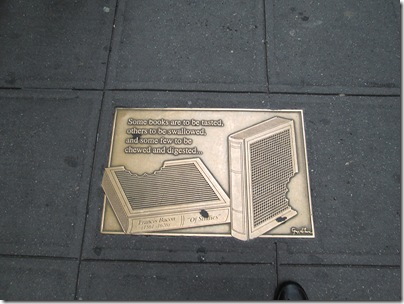 Some books are to be tasted,
others to be swallowed,
and some few to be
chewed and digested...
Francis Bacon
"Of Studies"